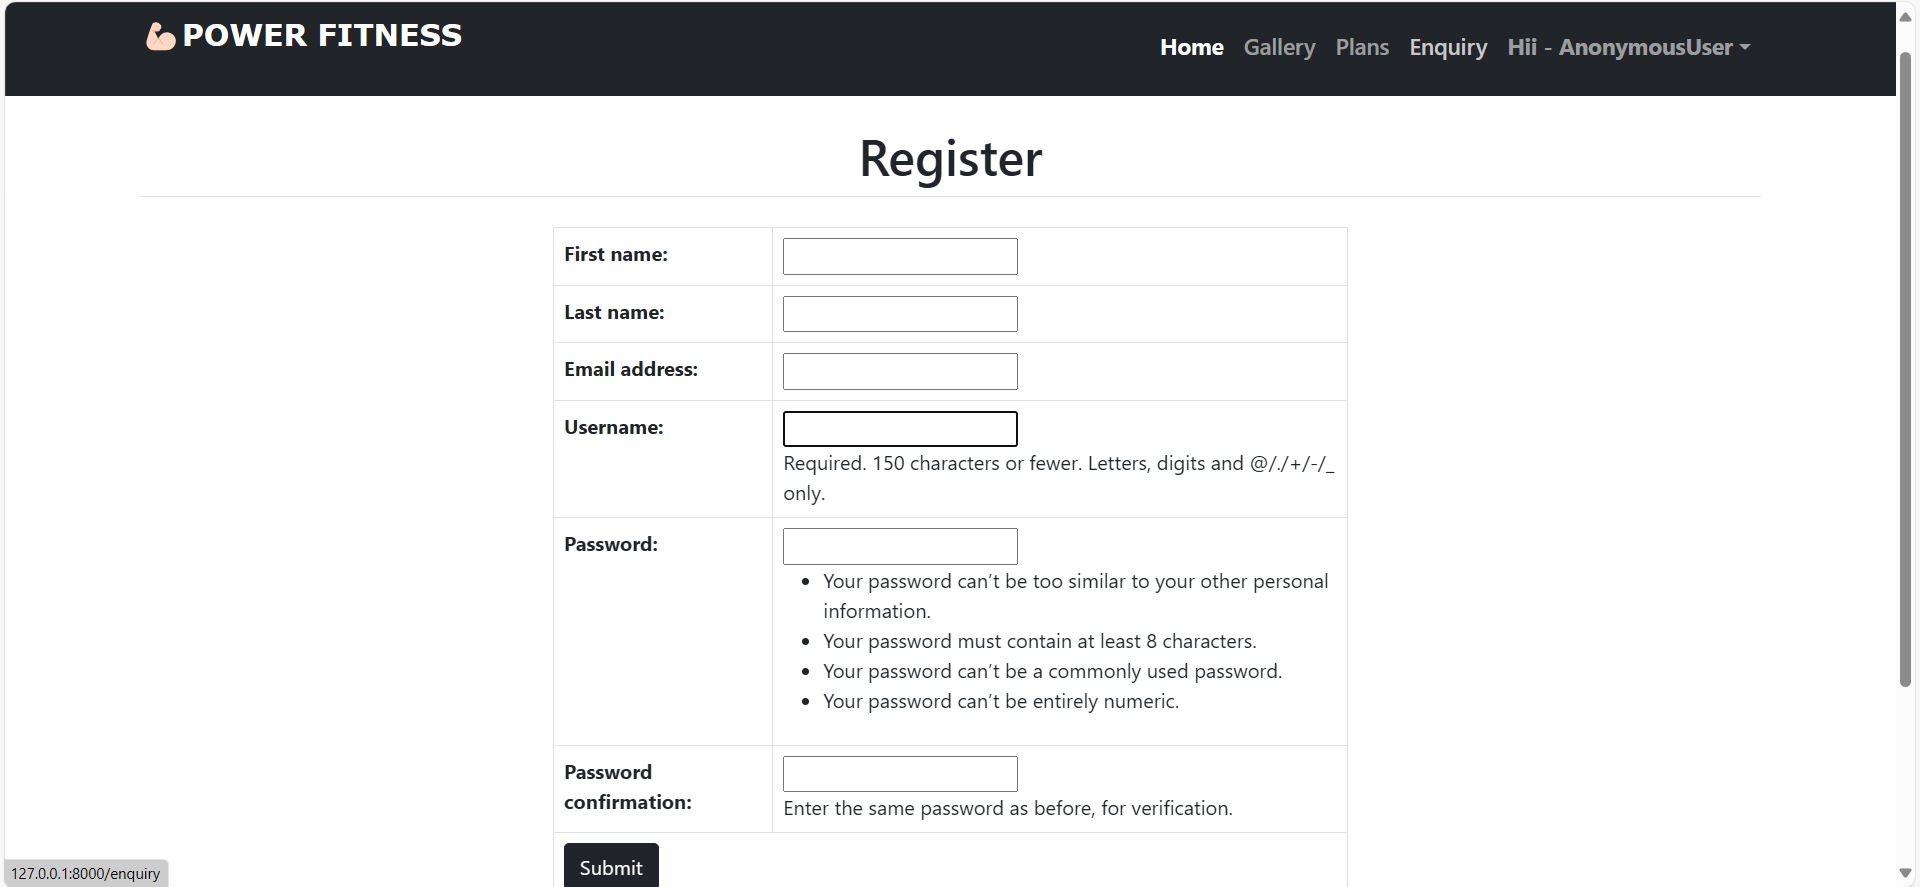 POWER FITNESS
Home Gallery Plans Enquiry Hii - AnonymousUser
Register
First name:
Last name:
Email address:
Username:
Required. 150 characters or fewer. Letters, digits and @/./+/-/_
only.
Password:
Your password can’t be too similar to your other personal
information.
Your password must contain at least 8 characters.
Your password can’t be a commonly used password.
Your password can’t be entirely numeric.
Password
confirmation:
Enter the same password as before, for verification.
Submit
127.0.0.1:8000/enquiry